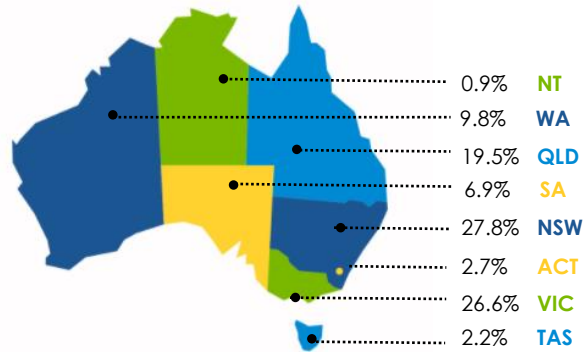 0.9% NT
9.8% WA
19.5% QLD
6.9% SA
27.8% NSW
2.7% ACT
26.6% VIC
2.2% TAS